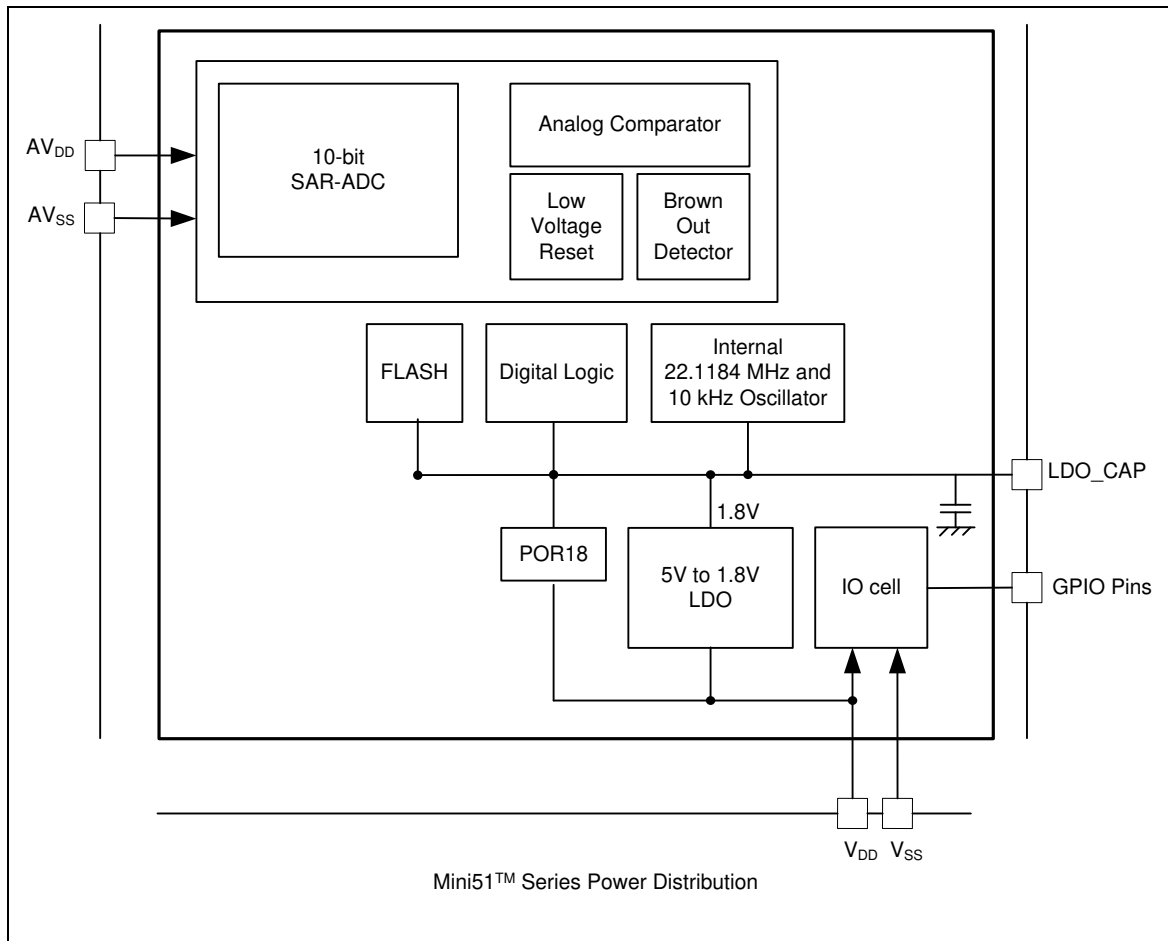 AVDD
AVSS
10-bit
SAR-ADC
Analog Comparator
Low
Voltage
Reset
Brown
Out
Detector
FLASH
Digital Logic
Internal
22.1184 MHz and
10 kHz Oscillator
LDO_CAP
1.8V
POR18
5V to 1.8V
LDO
IO cell
GPIO Pins
VDD
VSS
Mini51™ Series Power Distribution